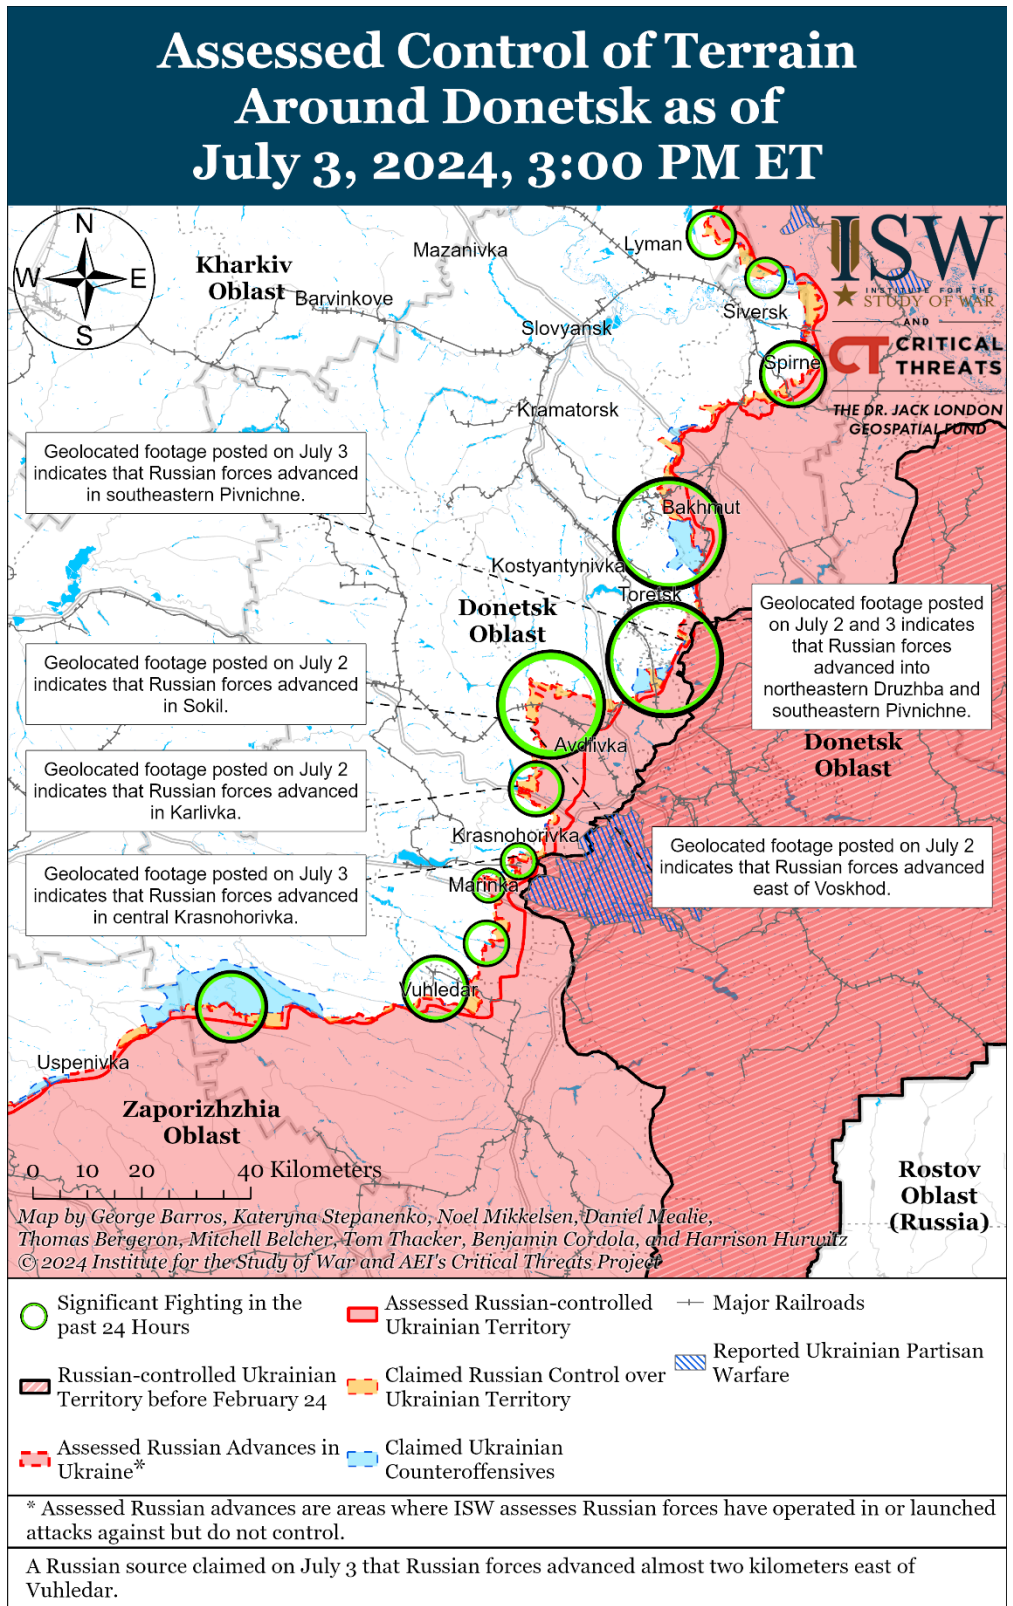 Assessed Control of Terrain
Around Donetsk as of
July 3, 2024, 3:00 PM ET
N
W
E
S
Kharkiv
Oblast
Mazanivka
Barvinkove
Lyman
Siversk
Slovyansk
Spirne
Kramatorsk
ISW
INSTITUTE FOR THE
STUDY OF WAR
AND
CT CRITICAL
THREATS
THE DR. JACK LONDON
GEOSPATIAL FUND
Geolocated footage posted on July 3
indicates that Russian forces advanced
in southeastern Pivnichne.
Bakhmut
Kostyantynivka
Toretsk
Donetsk
Oblast
Geolocated footage posted
on July 2 and 3 indicates
that Russian forces
advanced into
northeastern Druzhba and
southeastern Pivnichne.
Geolocated footage posted on July 2
indicates that Russian forces advanced
in Sokil.
Avdiivka
Donetsk
Oblast
Geolocated footage posted on July 2
indicates that Russian forces advanced
in Karlivka.
Krasnohorivka
Geolocated footage posted on July 2
indicates that Russian forces advanced
east of Voskhod.
Geolocated footage posted on July 3
indicates that Russian forces advanced
in central Krasnohorivka.
Marinka
Vuhledar
Uspenivka
Zaporizhzhia
Oblast
Rostov
Oblast
(Russia)
0 10 20 40 Kilometers
Map by George Barros, Kateryna Stepanenko, Noel Mikkelsen, Daniel Mealie,
Thomas Bergeron, Mitchell Belcher, Tom Thacker, Benjamin Cordola, and Harrison Hurwitz
© 2024 Institute for the Study of War and AEI's Critical Threats Project
Significant Fighting in the
past 24 Hours
Russian-controlled Ukrainian
Territory before February 24
Assessed Russian Advances in
Ukraine*
Assessed Russian-controlled
Ukrainian Territory
Claimed Russian Control over
Ukrainian Territory
Claimed Ukrainian
Counteroffensives
Major Railroads
Reported Ukrainian Partisan
Warfare
* Assessed Russian advances are areas where ISW assesses Russian forces have operated in or launched
attacks against but do not control.
A Russian source claimed on July 3 that Russian forces advanced almost two kilometers east of
Vuhledar.